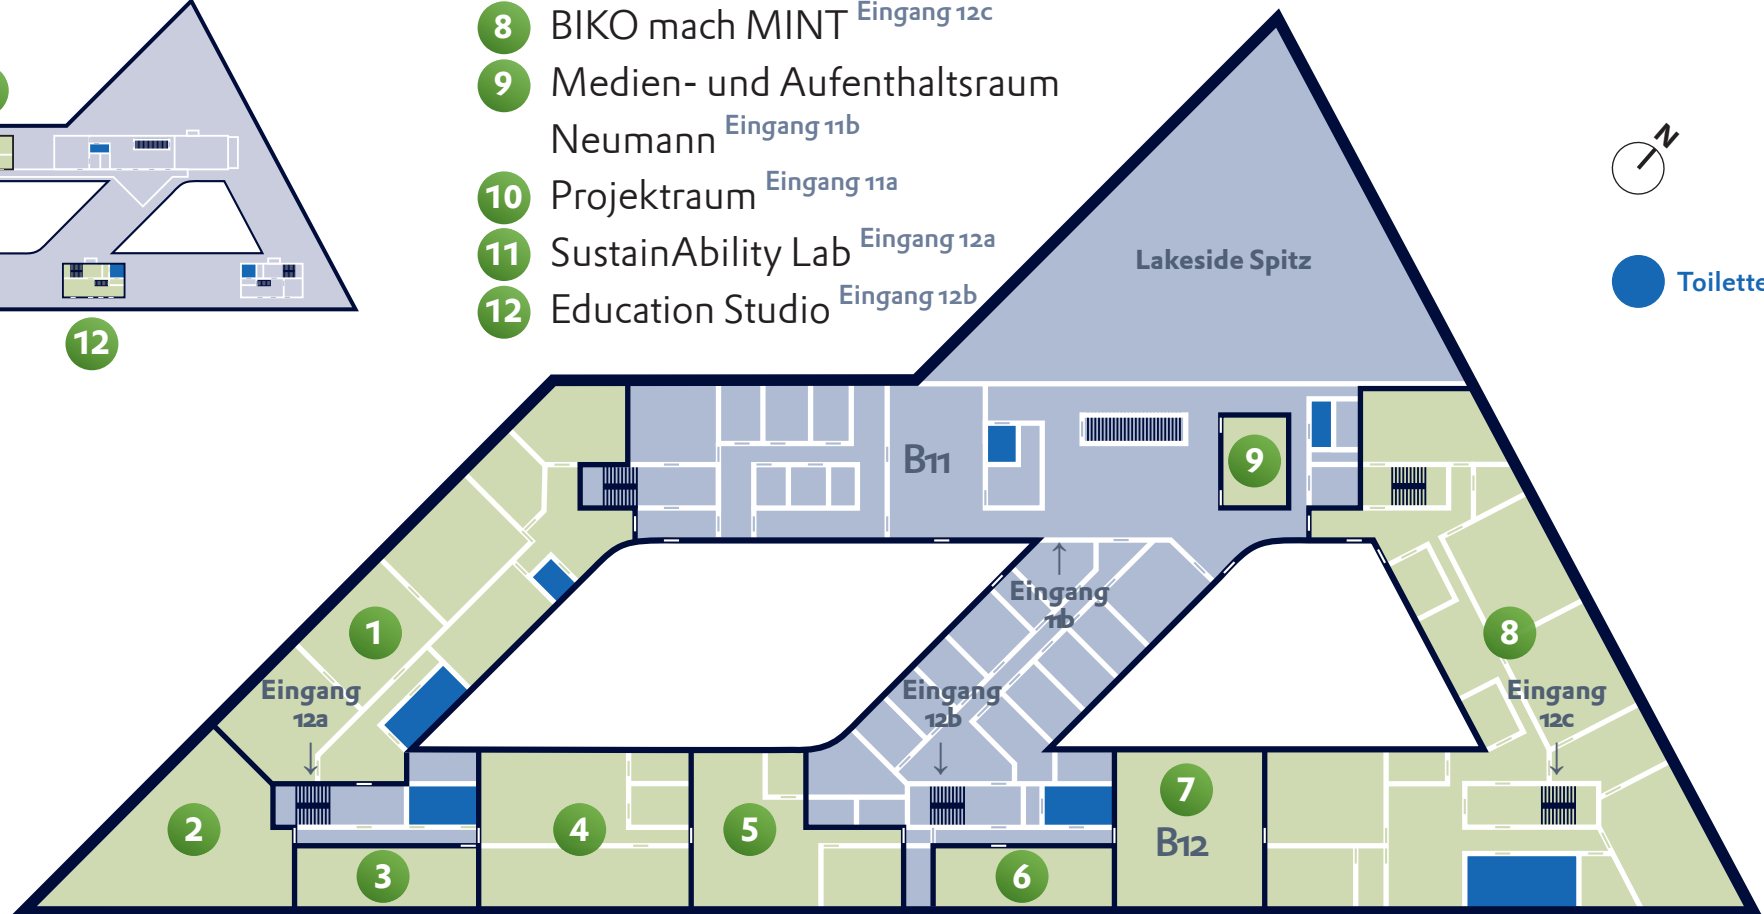 8 BIKO mach MINT Eingang 12c
9 Medien- und Aufenthaltsraum
Neumann Eingang 11b
10 Projektraum Eingang 11a
11 SustainAbility Lab Eingang 12a
12 Education Studio Eingang 12b
12
N
Toilette
Lakeside Spitz
B11
9
Eingang
11b
1
8
Eingang
12a
Eingang
12b
Eingang
12c
2
4
5
7
B12
3
6